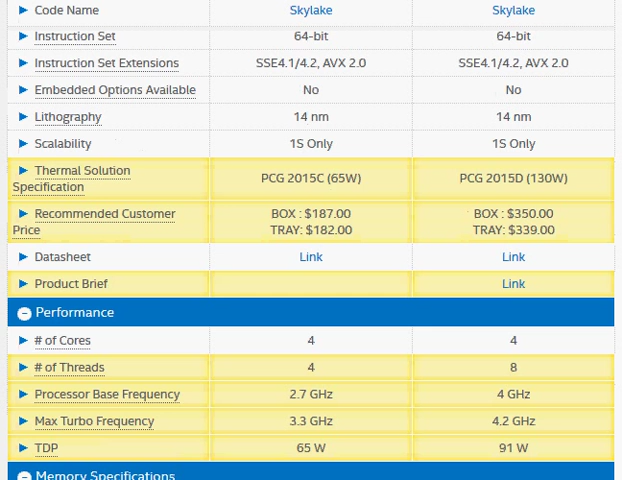 Code Name Skylake Skylake
Instruction Set 64-bit 64-bit
Instruction Set Extensions SSE4.1/4.2, AVX 2.0 SSE4.1/4.2, AVX 2.0
Embedded Options Available No No
Lithography 14 nm 14 nm
Scalability 1S Only 1S Only
Thermal Solution
Specification PCG 2015C (65W) PCG 2015D (130W)
Recommended Customer BOX : $187.00 BOX : $350.00
Price TRAY: $182.00 TRAY: $339.00
Datasheet Link Link
Product Brief Link
Performance
# of Cores 4 4
# of Threads 4 8
Processor Base Frequency 2.7 GHz 4 GHz
Max Turbo Frequency 3.3 GHz 4.2 GHz
TDP 65 W 91 W
Memory Specifications